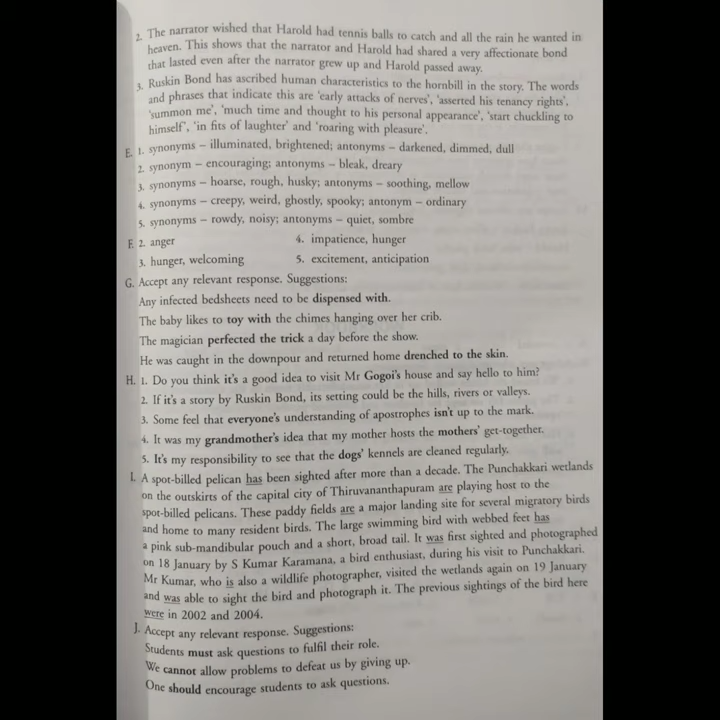 2. The narrator wished that Harold had tennis balls to catch and all the rain he wanted in
heaven. This shows that the narrator and Harold had shared a very affectionate bond
that lasted even after the narrator grew up and Harold passed away.
3. Ruskin Bond has ascribed human characteristics to the hornbill in the story. The words
and phrases that indicate this are ‘early attacks of nerves’, ‘asserted his tenancy rights’,
‘summon me’, ‘much time and thought to his personal appearance’, ‘start chuckling to
himself’, ‘in fits of laughter’ and ‘roaring with pleasure’.
E. 1. synonyms – illuminated, brightened; antonyms – darkened, dimmed, dull
2. synonym – encouraging; antonyms – bleak, dreary
3. synonyms – hoarse, rough, husky; antonyms – soothing, mellow
4. synonyms – creepy, weird, ghostly, spooky; antonym – ordinary
5. synonyms – rowdy, noisy; antonyms – quiet, sombre
F. 2. anger 4. impatience, hunger
3. hunger, welcoming 5. excitement, anticipation
G. Accept any relevant response. Suggestions:
Any infected bedsheets need to be dispensed with.
The baby likes to toy with the chimes hanging over her crib.
The magician perfected the trick a day before the show.
He was caught in the downpour and returned home drenched to the skin.
H. 1. Do you think it’s a good idea to visit Mr Gogoi’s house and say hello to him?
2. If it’s a story by Ruskin Bond, its setting could be the hills, rivers or valleys.
3. Some feel that everyone’s understanding of apostrophes isn’t up to the mark.
4. It was my grandmother’s idea that my mother hosts the mothers’ get-together.
5. It’s my responsibility to see that the dogs’ kennels are cleaned regularly.
I. A spot-billed pelican has been sighted after more than a decade. The Punchakkari wetlands
on the outskirts of the capital city of Thiruvananthapuram are playing host to the
spot-billed pelicans. These paddy fields are a major landing site for several migratory birds
and home to many resident birds. The large swimming bird with webbed feet has
a pink sub-mandibular pouch and a short, broad tail. It was first sighted and photographed
on 18 January by S Kumar Karamana, a bird enthusiast, during his visit to Punchakkari.
Mr Kumar, who is also a wildlife photographer, visited the wetlands again on 19 January
and was able to sight the bird and photograph it. The previous sightings of the bird here
were in 2002 and 2004.
J. Accept any relevant response. Suggestions:
Students must ask questions to fulfil their role.
We cannot allow problems to defeat us by giving up.
One should encourage students to ask questions.